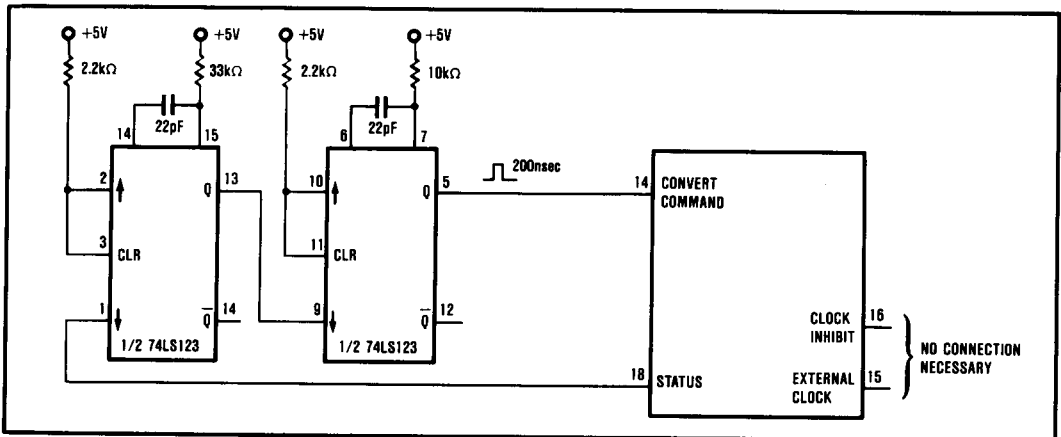 +5V
+5V
+5V
+5V
2.2kΩ
33kΩ
2.2kΩ
10kΩ
22pF
14
15
22pF
6
7
2
Q
13
10
Q
5
200nsec
14
CONVERT
COMMAND
3
CLR
11
CLR
1
Q̅
14
9
Q̅
12
CLOCK
INHIBIT
16
NO CONNECTION
NECESSARY
1/2 74LS123
1/2 74LS123
18
STATUS
EXTERNAL
CLOCK
15